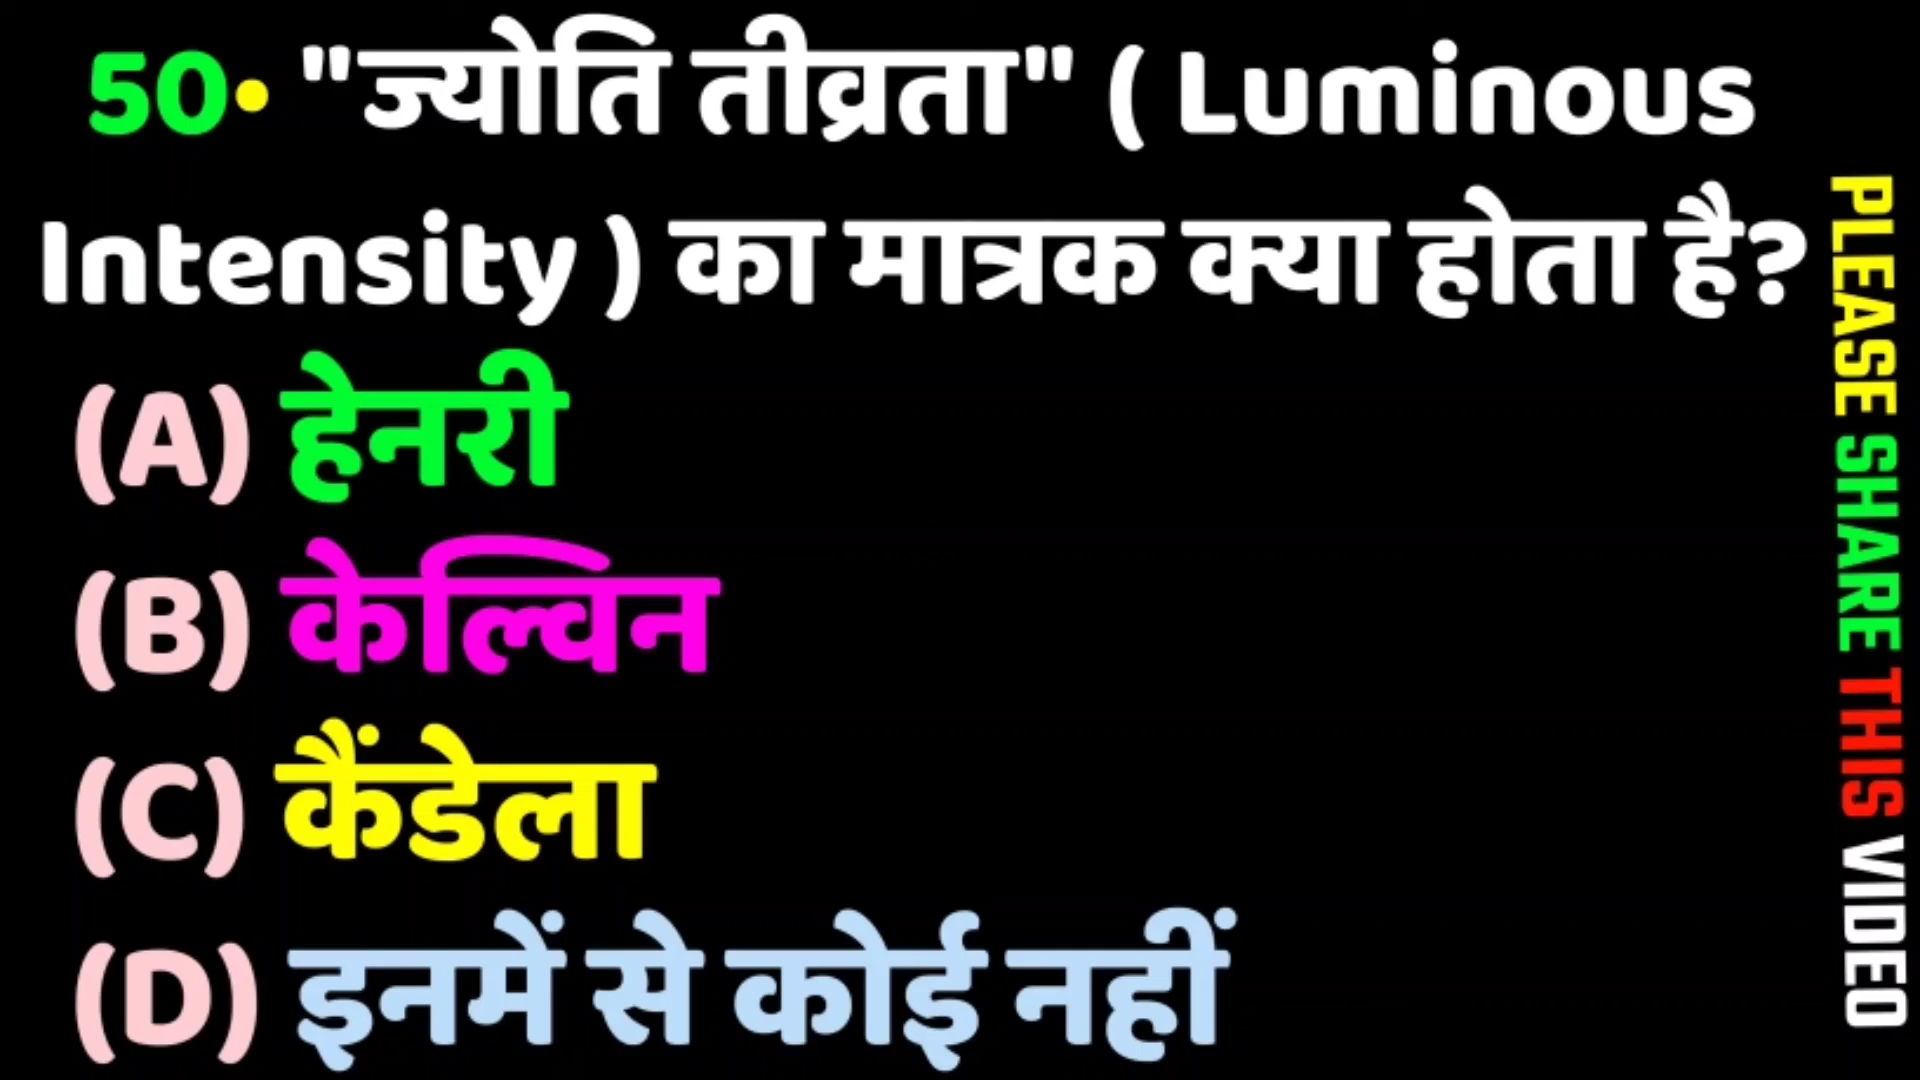 50• "ज्योति तीव्रता" ( Luminous
Intensity ) का मात्रक क्या होता है?
(A) हेनरी
(B) केल्विन
(C) कैंडेला
(D) इनमें से कोई नहीं
PLEASE SHARE THIS VIDEO